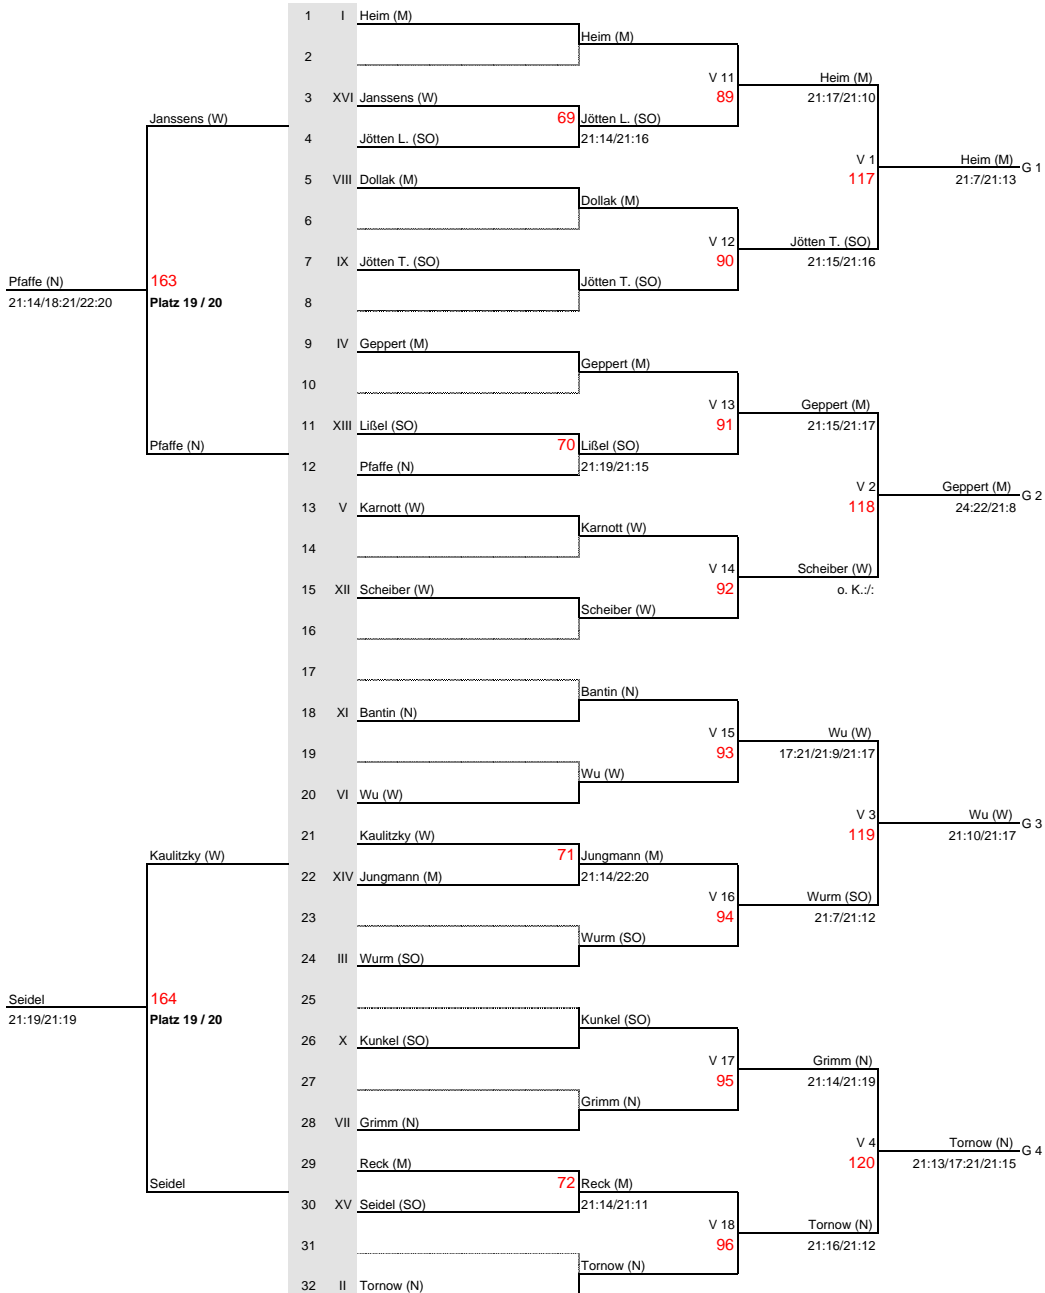 1 I Heim (M)
Heim (M)
2
V 11 Heim (M)
89 21:17/21:10
3 XVI Janssens (W)
Janssens (W) 69 Jötten L. (SO)
4 Jötten L. (SO) 21:14/21:16
V 1 Heim (M) G 1
117 21:7/21:13
5 VIII Dollak (M)
Dollak (M)
6
V 12 Jötten T. (SO)
90 21:15/21:16
7 IX Jötten T. (SO)
Pfaffe (N) 163 Jötten T. (SO)
21:14/18:21/22:20 Platz 19 / 20 8
9 IV Geppert (M)
Geppert (M)
10
V 13 Geppert (M)
91 21:15/21:17
11 XIII Lißel (SO)
Pfaffe (N) 70 Lißel (SO)
12 Pfaffe (N) 21:19/21:15
V 2 Geppert (M) G 2
118 24:22/21:8
13 V Karnott (W)
Karnott (W)
14
V 14 Scheiber (W)
92 o. K.:/:
15 XII Scheiber (W)
Scheiber (W)
16
17
Bantin (N)
18 XI Bantin (N)
V 15 Wu (W)
93 17:21/21:9/21:17
19
Wu (W)
20 VI Wu (W)
V 3 Wu (W) G 3
119 21:10/21:17
21 Kaulitzky (W)
Kaulitzky (W) 71 Jungmann (M)
22 XIV Jungmann (M) 21:14/22:20
V 16 Wurm (SO)
94 21:7/21:12
23
Wurm (SO)
24 III Wurm (SO)
25
Seidel 164
21:19/21:19 Platz 19 / 20
Kunkel (SO)
26 X Kunkel (SO)
V 17 Grimm (N)
95 21:14/21:19
27
Grimm (N)
28 VII Grimm (N)
V 4 Tornow (N) G 4
120 21:13/17:21/21:15
29 Reck (M)
Seidel 72 Reck (M)
30 XV Seidel (SO) 21:14/21:11
V 18 Tornow (N)
96 21:16/21:12
31
Tornow (N)
32 II Tornow (N)